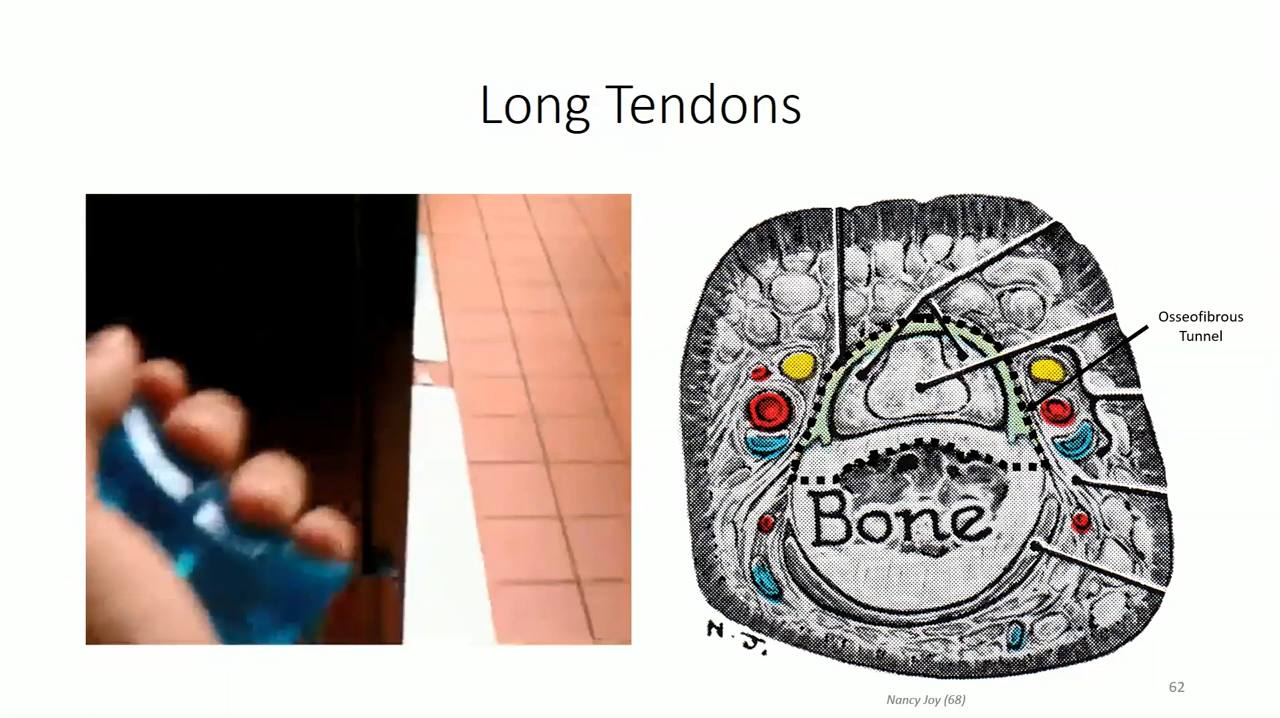 Long Tendons
Osseofibrous
Tunnel
Bone
N. J.
Nancy Joy (68)
62